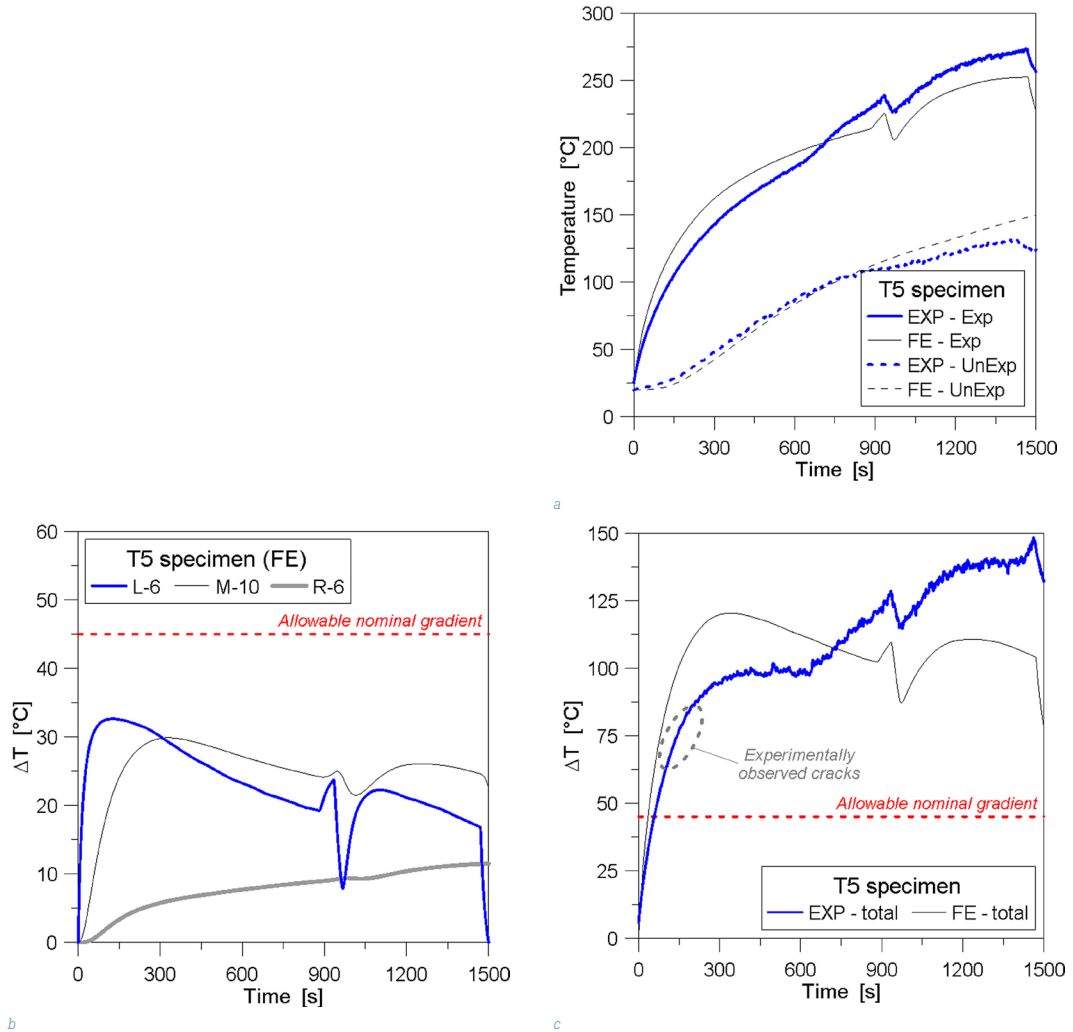 300
250
200
150
100
50
0
Temperature [°C]
T5 specimen
EXP - Exp
FE - Exp
EXP - UnExp
FE - UnExp
0 300 600 900 1200 1500
Time [s]
a
60
50
40
30
20
10
0
ΔT [°C]
T5 specimen (FE)
L-6 M-10 R-6
Allowable nominal gradient
0 300 600 900 1200 1500
Time [s]
b
150
125
100
75
50
25
0
ΔT [°C]
Experimentally
observed cracks
Allowable nominal gradient
T5 specimen
EXP - total FE - total
0 300 600 900 1200 1500
Time [s]
c